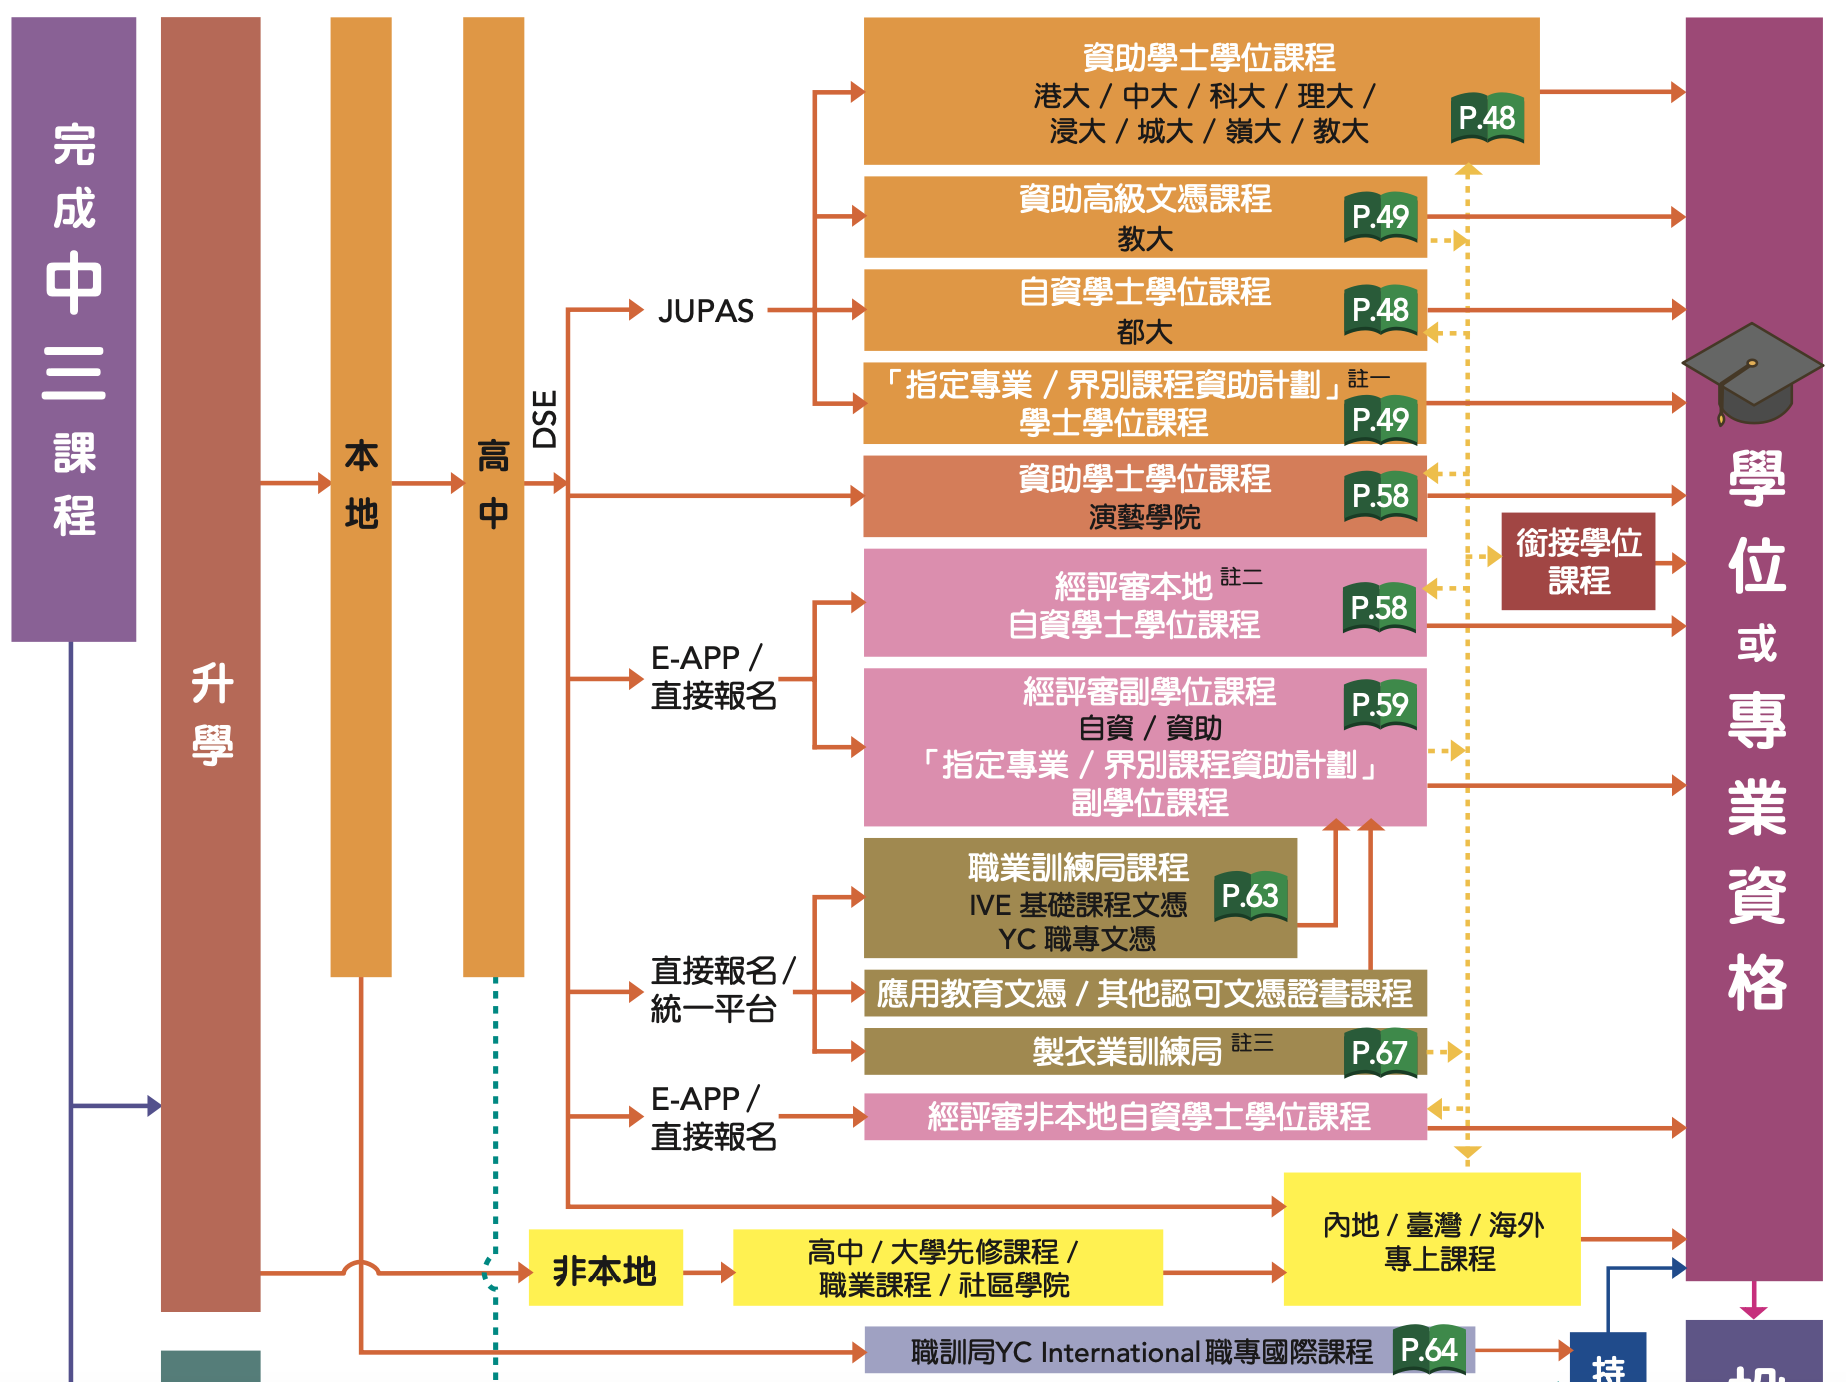 完成中三課程
升學
本地
高中
DSE
JUPAS
資助學士學位課程
港大 / 中大 / 科大 / 理大 /
浸大 / 城大 / 嶺大 / 教大
P.48
資助高級文憑課程
教大
P.49
自資學士學位課程
都大
P.48
「指定專業 / 界別課程資助計劃」註一
學士學位課程
P.49
資助學士學位課程
演藝學院
P.58
銜接學位
課程
E-APP /
直接報名
經評審本地 註二
自資學士學位課程
P.58
經評審副學位課程
自資 / 資助
「指定專業 / 界別課程資助計劃」
副學位課程
P.59
直接報名 /
統一平台
職業訓練局課程
IVE 基礎課程文憑
YC 職專文憑
P.63
應用教育文憑 / 其他認可文憑證書課程
製衣業訓練局 註三
P.67
E-APP /
直接報名
經評審非本地自資學士學位課程
非本地
高中 / 大學先修課程 /
職業課程 / 社區學院
內地 / 臺灣 / 海外
專上課程
職訓局YC International 職專國際課程
P.64
持
學位或專業資格